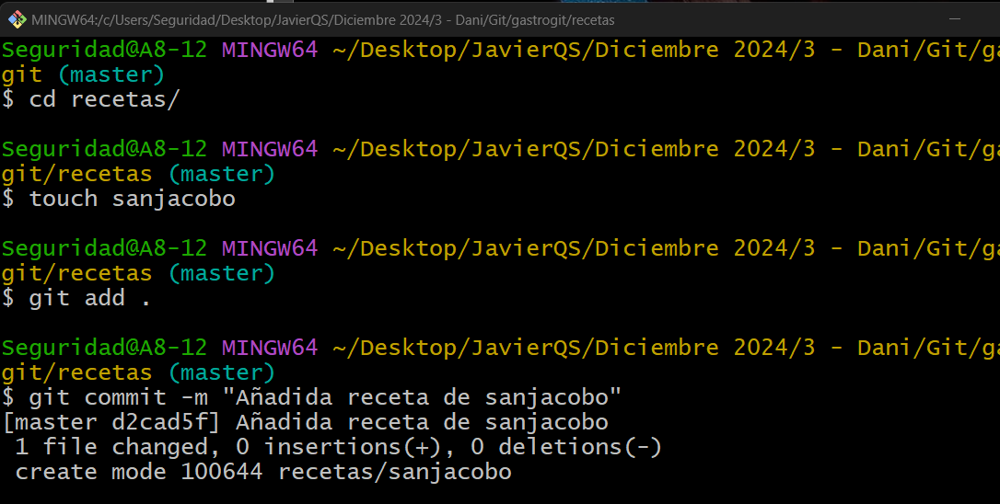 MINGW64:/c/Users/Seguridad/Desktop/JavierQS/Diciembre 2024/3 - Dani/Git/gastrogit/recetas
Seguridad@A8-12 MINGW64 ~/Desktop/JavierQS/Diciembre 2024/3 - Dani/Git/ga
git (master)
$ cd recetas/
Seguridad@A8-12 MINGW64 ~/Desktop/JavierQS/Diciembre 2024/3 - Dani/Git/ga
git/recetas (master)
$ touch sanjacobo
Seguridad@A8-12 MINGW64 ~/Desktop/JavierQS/Diciembre 2024/3 - Dani/Git/ga
git/recetas (master)
$ git add .
Seguridad@A8-12 MINGW64 ~/Desktop/JavierQS/Diciembre 2024/3 - Dani/Git/ga
git/recetas (master)
$ git commit -m "Añadida receta de sanjacobo"
[master d2cad5f] Añadida receta de sanjacobo
 1 file changed, 0 insertions(+), 0 deletions(-)
 create mode 100644 recetas/sanjacobo